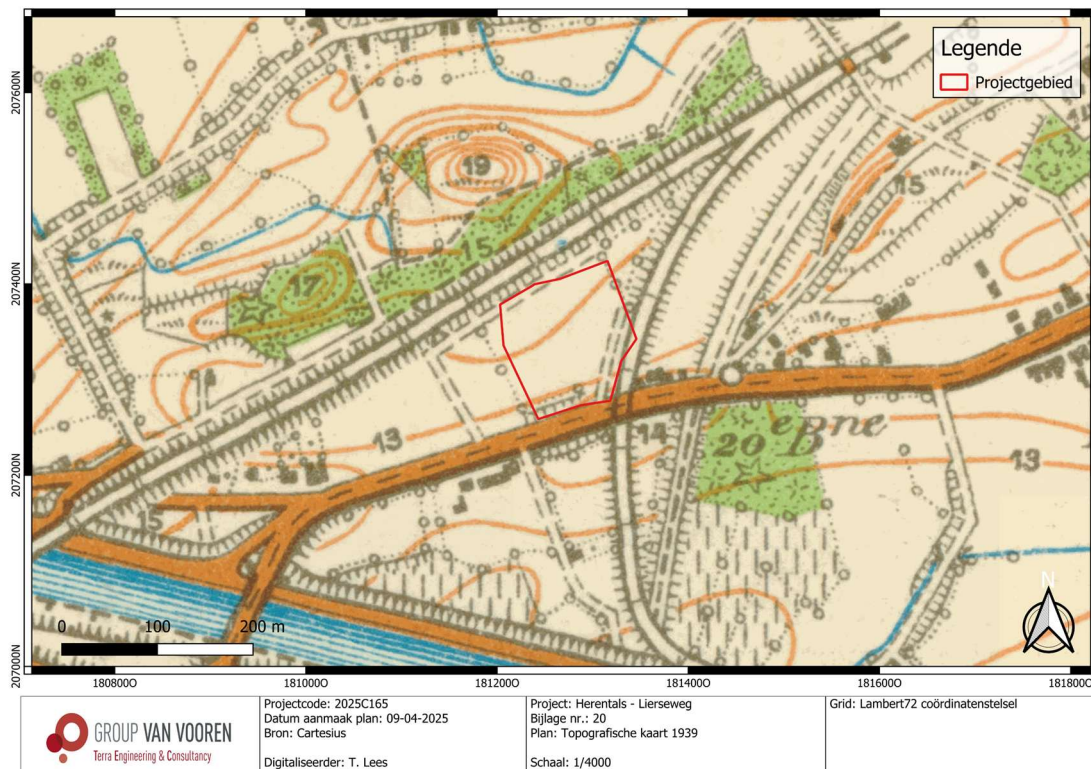 Legende
Projectgebied
19
15
15
17
13
14
20
epne
B
13
15
0 100 200 m
N
207600N
207400N
207200N
207000N
180800O
181000O
181200O
181400O
181600O
181800O
GROUP VAN VOOREN
Terra Engineering & Consultancy
Projectcode: 2025C165
Datum aanmaak plan: 09-04-2025
Bron: Cartesius
Digitaliseerder: T. Lees
Project: Herentals - Lierseweg
Bijlage nr.: 20
Plan: Topografische kaart 1939
Schaal: 1/4000
Grid: Lambert72 coördinatenstelsel